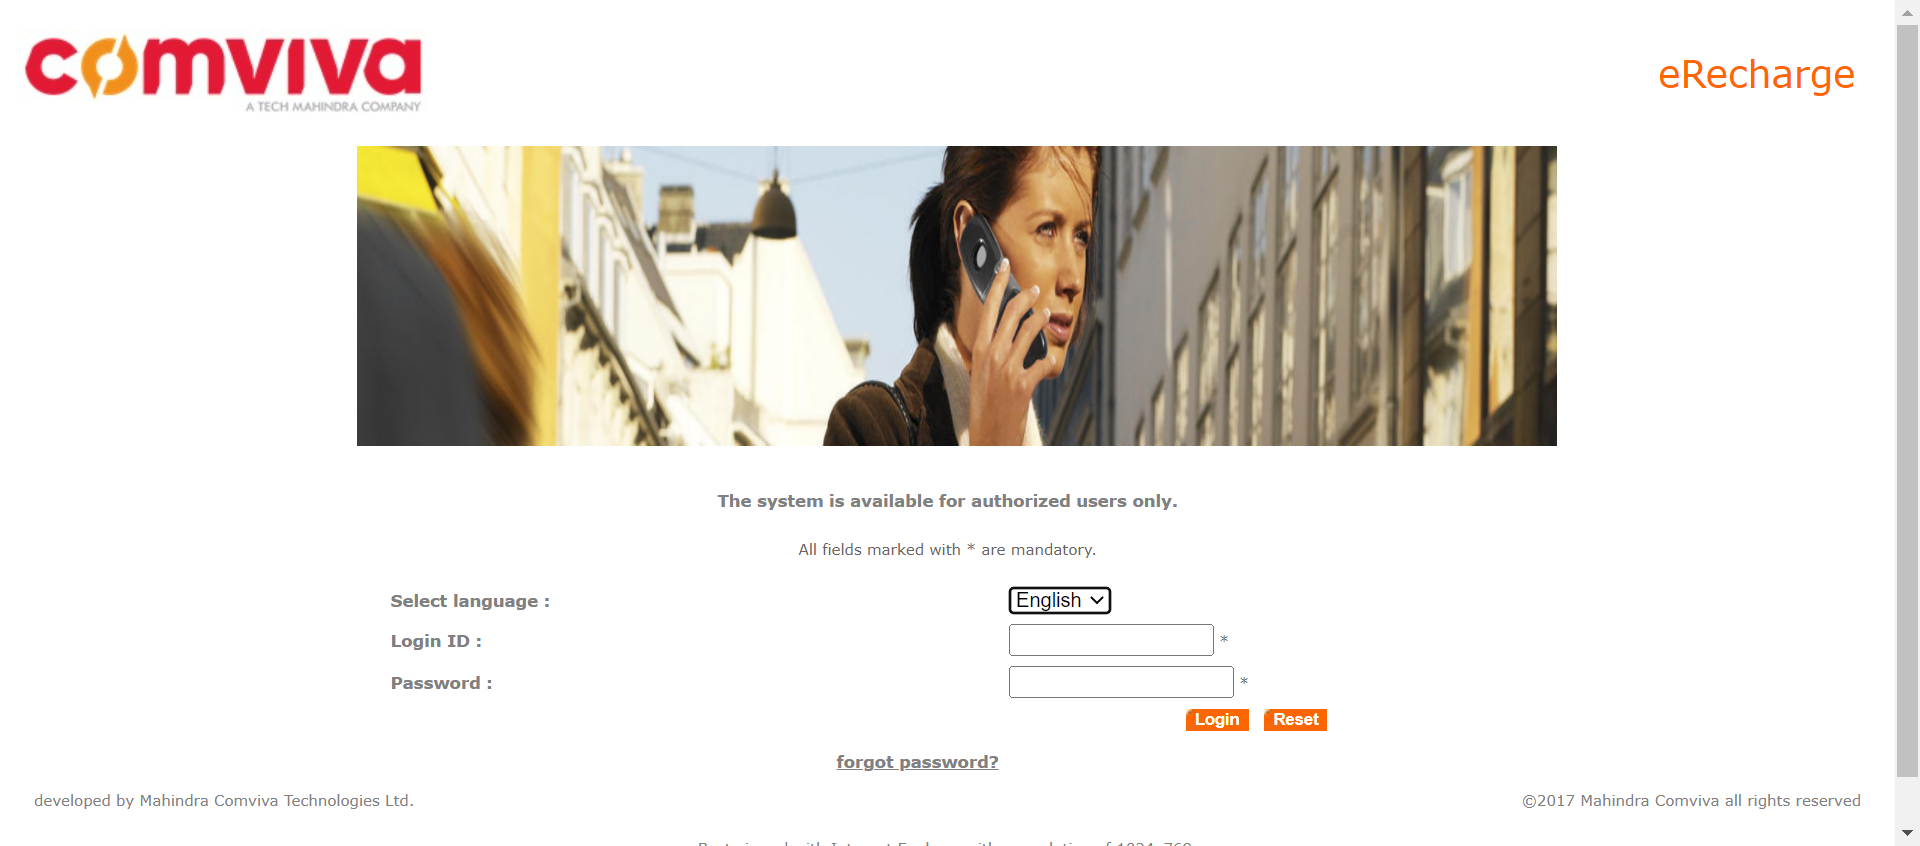 comviva
A TECH MAHINDRA COMPANY
eRecharge
The system is available for authorized users only.
All fields marked with * are mandatory.
Select language : English
Login ID : *
Password : *
Login Reset
forgot password?
developed by Mahindra Comviva Technologies Ltd. ©2017 Mahindra Comviva all rights reserved